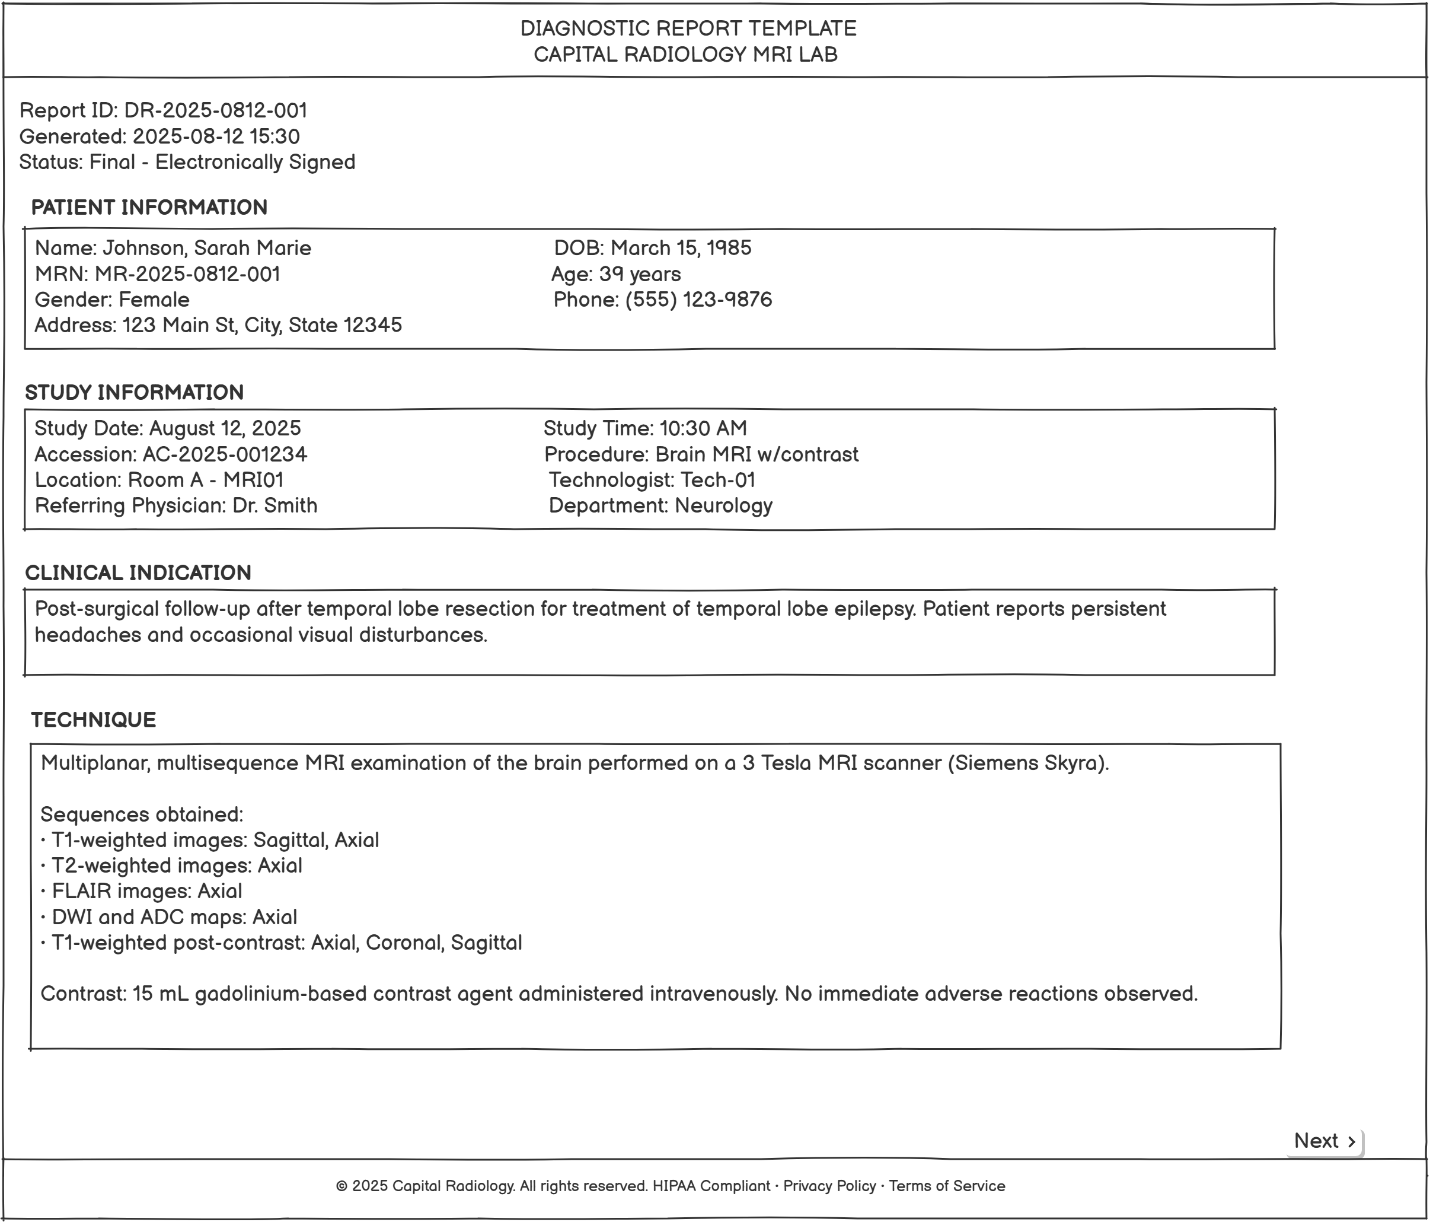 DIAGNOSTIC REPORT TEMPLATE
CAPITAL RADIOLOGY MRI LAB
Report ID: DR-2025-0812-001
Generated: 2025-08-12 15:30
Status: Final - Electronically Signed
PATIENT INFORMATION
Name: Johnson, Sarah Marie DOB: March 15, 1985
MRN: MR-2025-0812-001 Age: 39 years
Gender: Female Phone: (555) 123-9876
Address: 123 Main St, City, State 12345
STUDY INFORMATION
Study Date: August 12, 2025 Study Time: 10:30 AM
Accession: AC-2025-001234 Procedure: Brain MRI w/contrast
Location: Room A - MRI01 Technologist: Tech-01
Referring Physician: Dr. Smith Department: Neurology
CLINICAL INDICATION
Post-surgical follow-up after temporal lobe resection for treatment of temporal lobe epilepsy. Patient reports persistent
headaches and occasional visual disturbances.
TECHNIQUE
Multiplanar, multisequence MRI examination of the brain performed on a 3 Tesla MRI scanner (Siemens Skyra).
Sequences obtained:
· T1-weighted images: Sagittal, Axial
· T2-weighted images: Axial
· FLAIR images: Axial
· DWI and ADC maps: Axial
· T1-weighted post-contrast: Axial, Coronal, Sagittal
Contrast: 15 mL gadolinium-based contrast agent administered intravenously. No immediate adverse reactions observed.
Next ›
© 2025 Capital Radiology. All rights reserved. HIPAA Compliant · Privacy Policy · Terms of Service